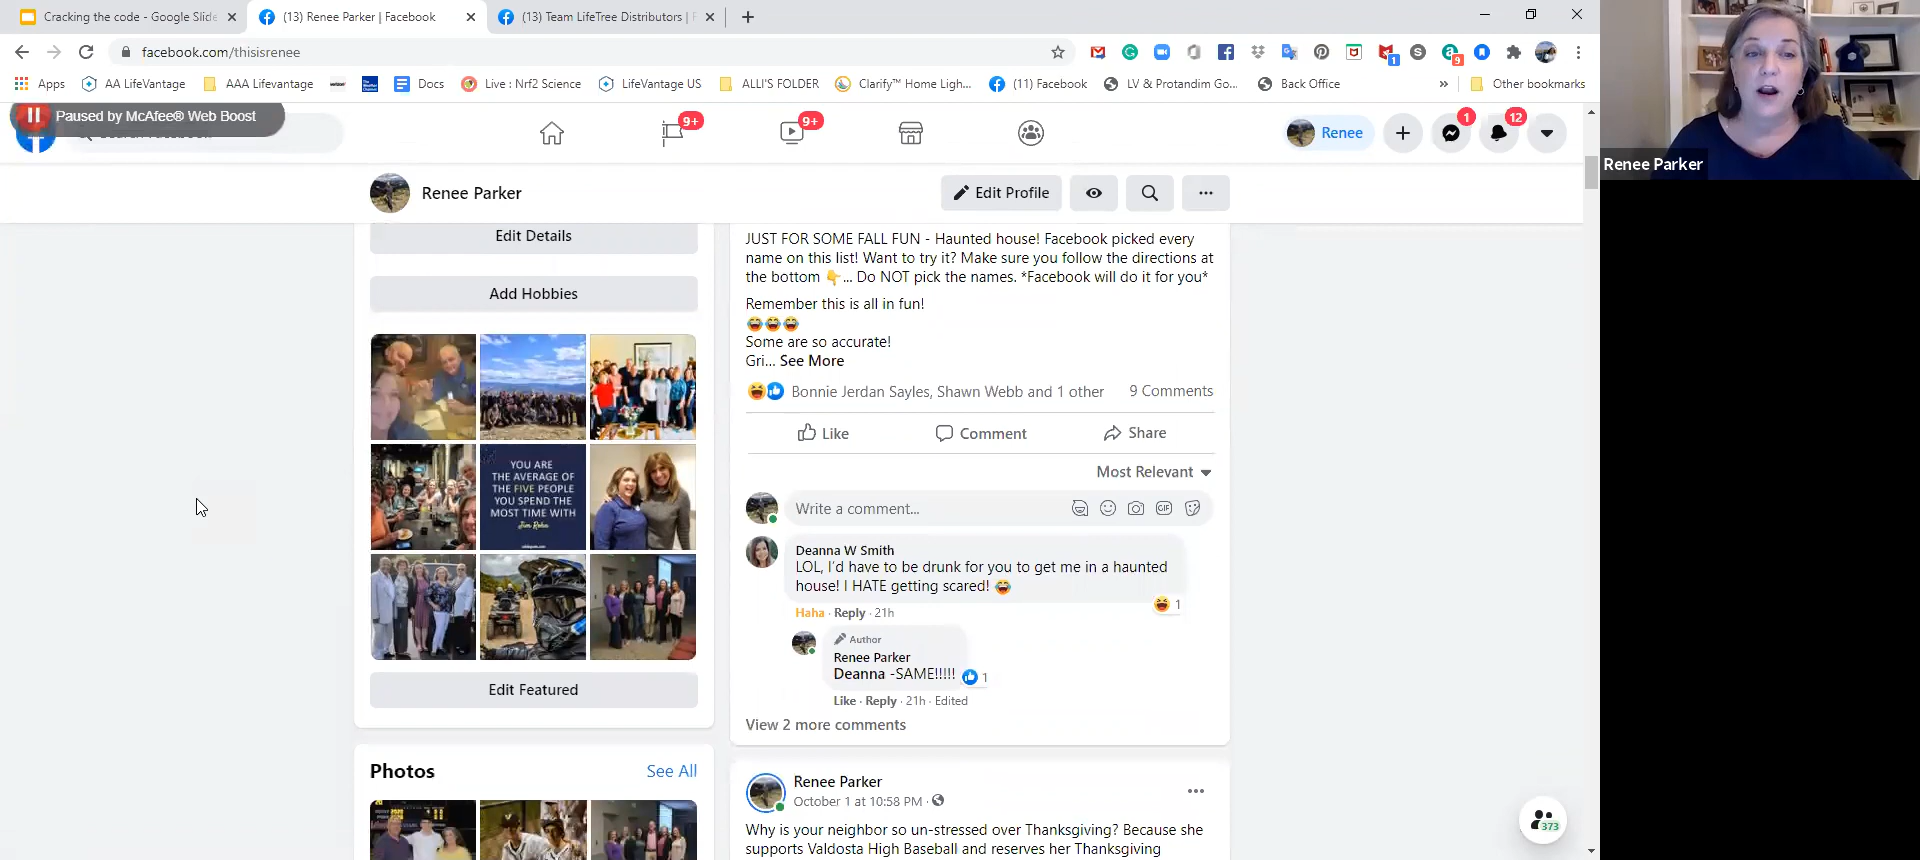 Cracking the code - Google Slide
(13) Renee Parker | Facebook
(13) Team LifeTree Distributors | F
facebook.com/thisisrenee
1
9
Apps
AA LifeVantage
AAA Lifevantage
Docs
Live : Nrf2 Science
LifeVantage US
ALLI'S FOLDER
Clarify™ Home Ligh...
(11) Facebook
LV & Protandim Go...
Back Office
»
Other bookmarks
Paused by McAfee® Web Boost
9+
9+
Renee
1
12
Renee Parker
Renee Parker
Edit Profile
Edit Details
Add Hobbies
YOU ARE
THE AVERAGE OF
THE FIVE PEOPLE
YOU SPEND THE
MOST TIME WITH
Jim Rohn
Edit Featured
Photos
See All
JUST FOR SOME FALL FUN - Haunted house! Facebook picked every
name on this list! Want to try it? Make sure you follow the directions at
the bottom 👇... Do NOT pick the names. *Facebook will do it for you*
Remember this is all in fun!
😂😂😂
Some are so accurate!
Gri... See More
Bonnie Jerdan Sayles, Shawn Webb and 1 other
9 Comments
Like
Comment
Share
Most Relevant
Write a comment...
GIF
Deanna W Smith
LOL, I'd have to be drunk for you to get me in a haunted
house! I HATE getting scared! 😂
1
Haha · Reply · 21h
Author
Renee Parker
Deanna -SAME!!!!!
1
Like · Reply · 21h · Edited
View 2 more comments
Renee Parker
October 1 at 10:58 PM ·
Why is your neighbor so un-stressed over Thanksgiving? Because she
supports Valdosta High Baseball and reserves her Thanksgiving
373